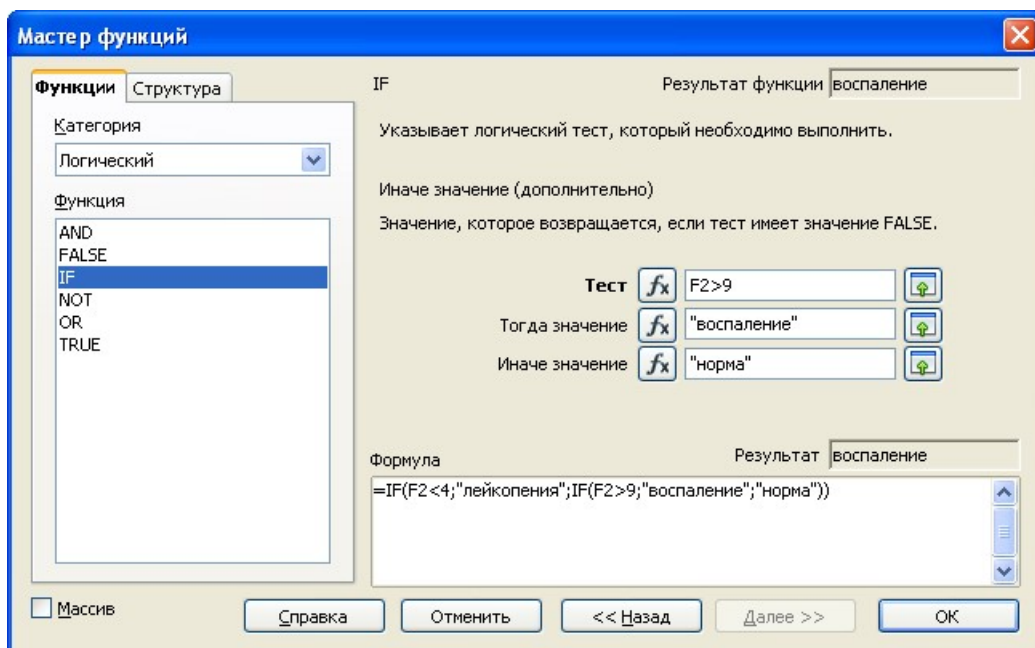 Мастер функций
Функции Структура
Категория
Логический
Функция
AND
FALSE
IF
NOT
OR
TRUE
IF Результат функции воспаление
Указывает логический тест, который необходимо выполнить.
Иначе значение (дополнительно)
Значение, которое возвращается, если тест имеет значение FALSE.
Тест fx F2>9
Тогда значение fx "воспаление"
Иначе значение fx "норма"
Формула Результат воспаление
=IF(F2<4;"лейкопения";IF(F2>9;"воспаление";"норма"))
Массив Справка Отменить << Назад Далее >> OK